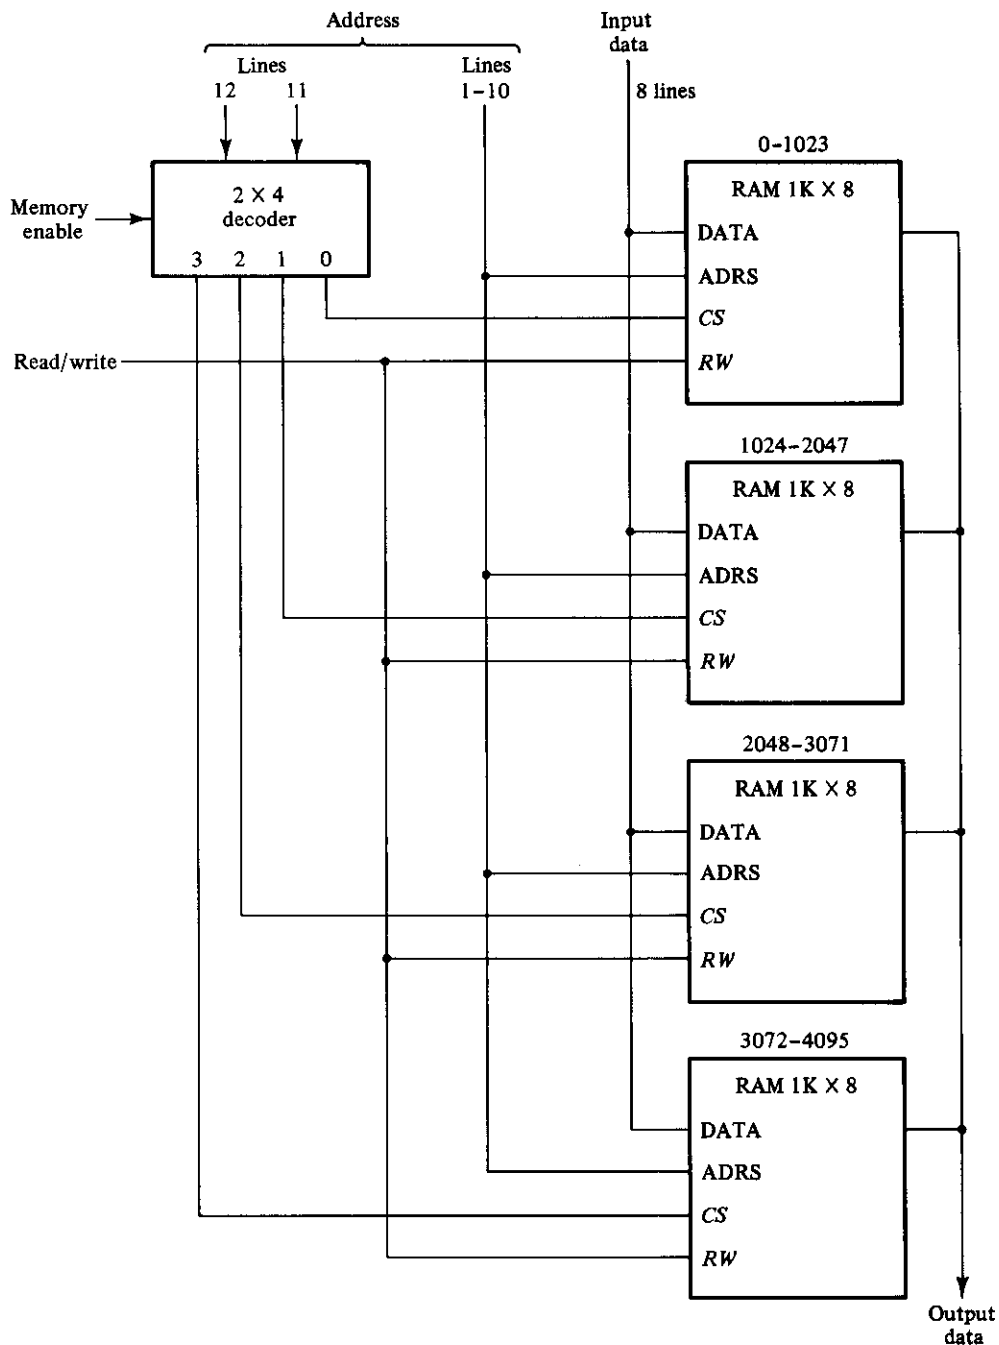 Address
Lines
12 11
Lines
1-10
Input
data
8 lines
Memory
enable
2 × 4
decoder
3 2 1 0
Read/write
0-1023
RAM 1K × 8
DATA
ADRS
CS
RW
1024-2047
RAM 1K × 8
DATA
ADRS
CS
RW
2048-3071
RAM 1K × 8
DATA
ADRS
CS
RW
3072-4095
RAM 1K × 8
DATA
ADRS
CS
RW
Output
data